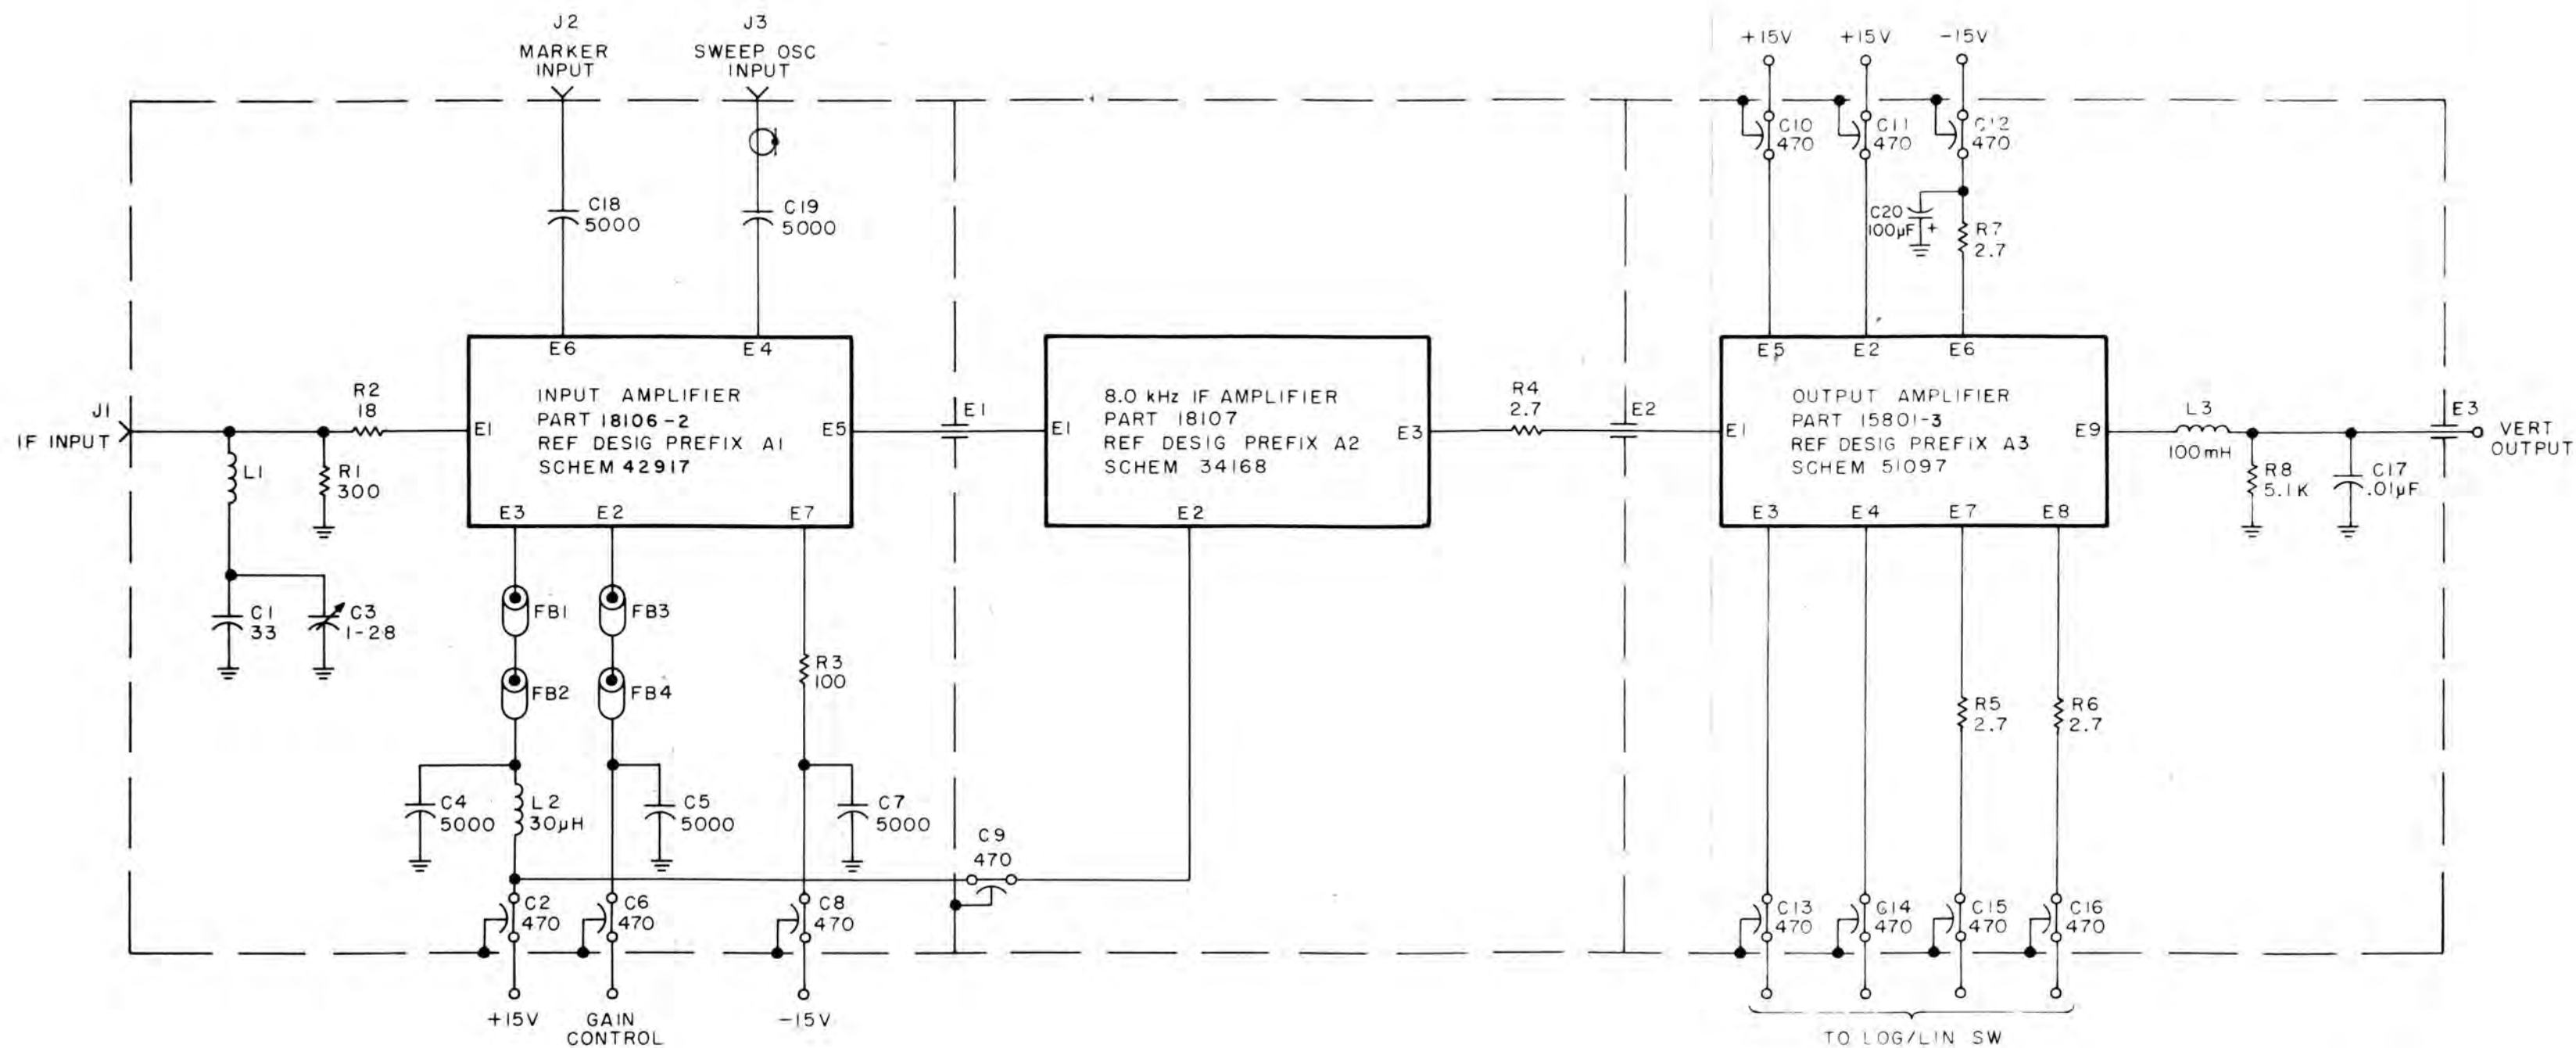 J2
MARKER
INPUT
J3
SWEEP OSC
INPUT
+15V
+15V
-15V
C10
470
C11
470
C12
470
C18
5000
C19
5000
C20
100µF
+
R7
2.7
J1
IF INPUT
R2
18
L1
R1
300
C1
33
C3
1-28
E6
E4
INPUT AMPLIFIER
PART 18106-2
REF DESIG PREFIX A1
SCHEM 42917
E1
E5
E3
E2
E7
E1
8.0 kHz IF AMPLIFIER
PART 18107
REF DESIG PREFIX A2
SCHEM 34168
E1
E3
E2
R4
2.7
E2
E5
E2
E6
OUTPUT AMPLIFIER
PART 15801-3
REF DESIG PREFIX A3
SCHEM 51097
E1
E9
E3
E4
E7
E8
L3
100mH
R8
5.1K
C17
.01µF
E3
VERT
OUTPUT
FB1
FB3
FB2
FB4
R3
100
R5
2.7
R6
2.7
C4
5000
L2
30µH
C5
5000
C7
5000
C9
470
C2
470
C6
470
C8
470
C13
470
C14
470
C15
470
C16
470
+15V
GAIN
CONTROL
-15V
TO LOG/LIN SW